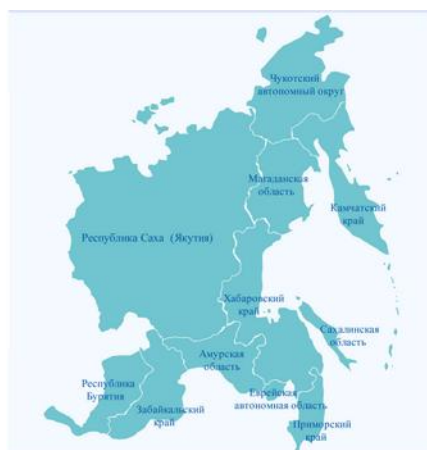 Чукотский
автономный округ
Магаданская
область
Камчатский
край
Республика Саха (Якутия)
Хабаровский
край
Сахалинская
область
Амурская
область
Республика
Бурятия
Еврейская
автономная область
Забайкальский
край
Приморский
край